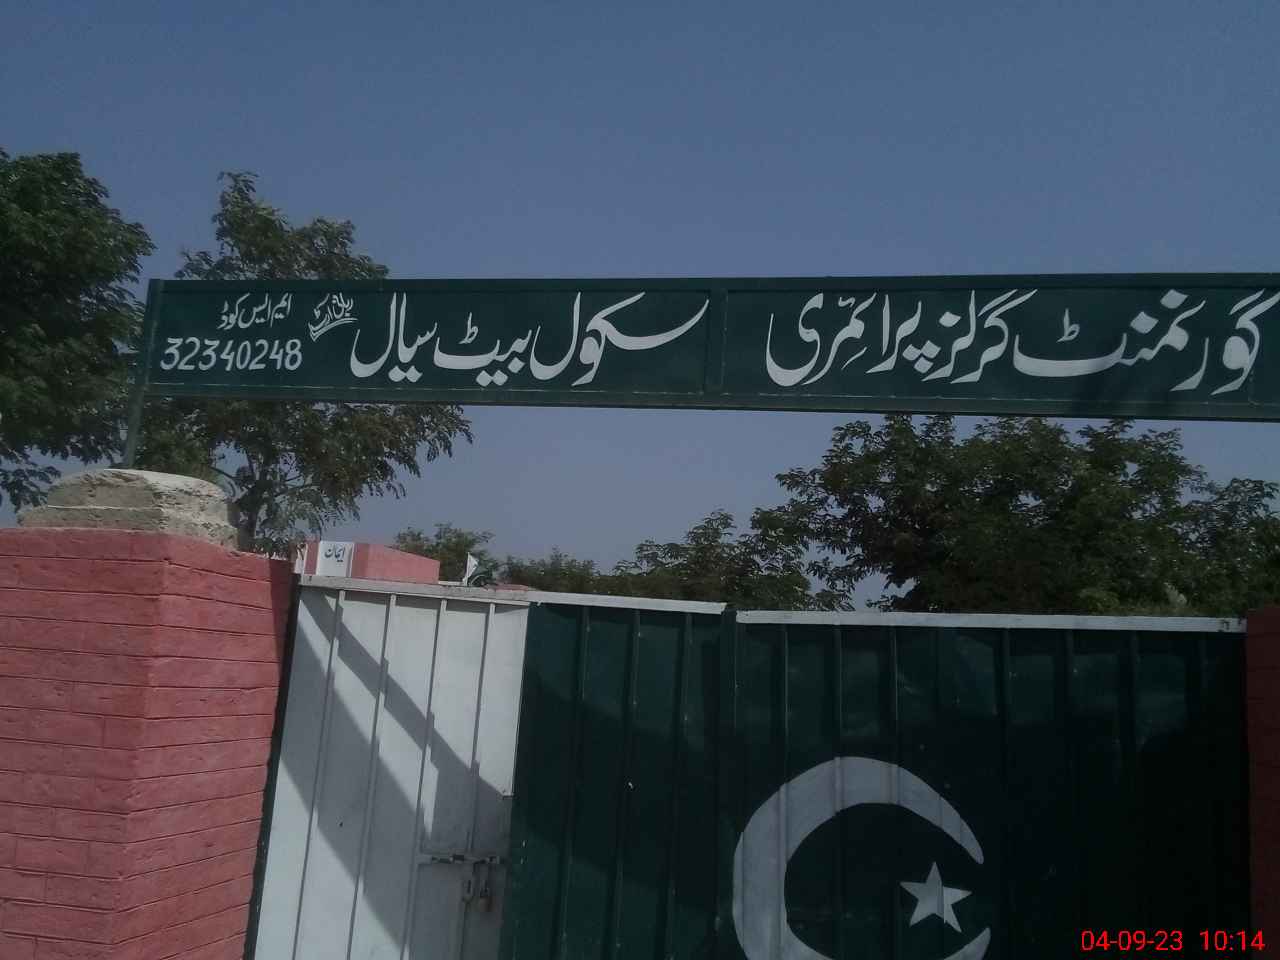 گورنمنٹ گرلز پرائمری سکول بیٹ سیال
ایم ایس کوڈ
32340248
ایمان
04-09-23 10:14